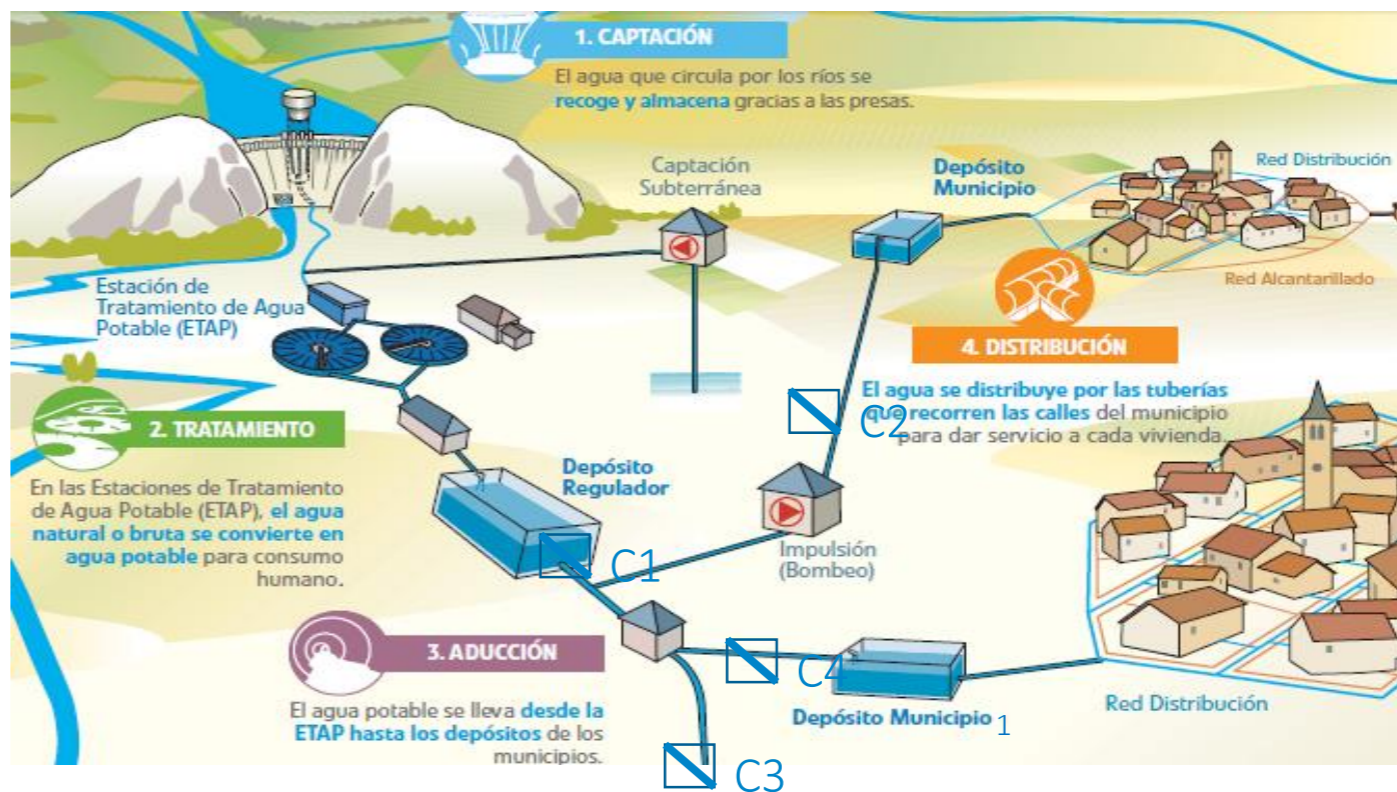 1. CAPTACIÓN
El agua que circula por los ríos se
recoge y almacena gracias a las presas.
Captación
Subterránea
Depósito
Municipio
Red Distribución
Red Alcantarillado
Estación de
Tratamiento de Agua
Potable (ETAP)
4. DISTRIBUCIÓN
El agua se distribuye por las tuberías
que recorren las calles del municipio
para dar servicio a cada vivienda.
C2
2. TRATAMIENTO
En las Estaciones de Tratamiento
de Agua Potable (ETAP), el agua
natural o bruta se convierte en
agua potable para consumo
humano.
Depósito
Regulador
C1
Impulsión
(Bombeo)
3. ADUCCIÓN
El agua potable se lleva desde la
ETAP hasta los depósitos de los
municipios.
C4
Depósito Municipio 1
Red Distribución
C3